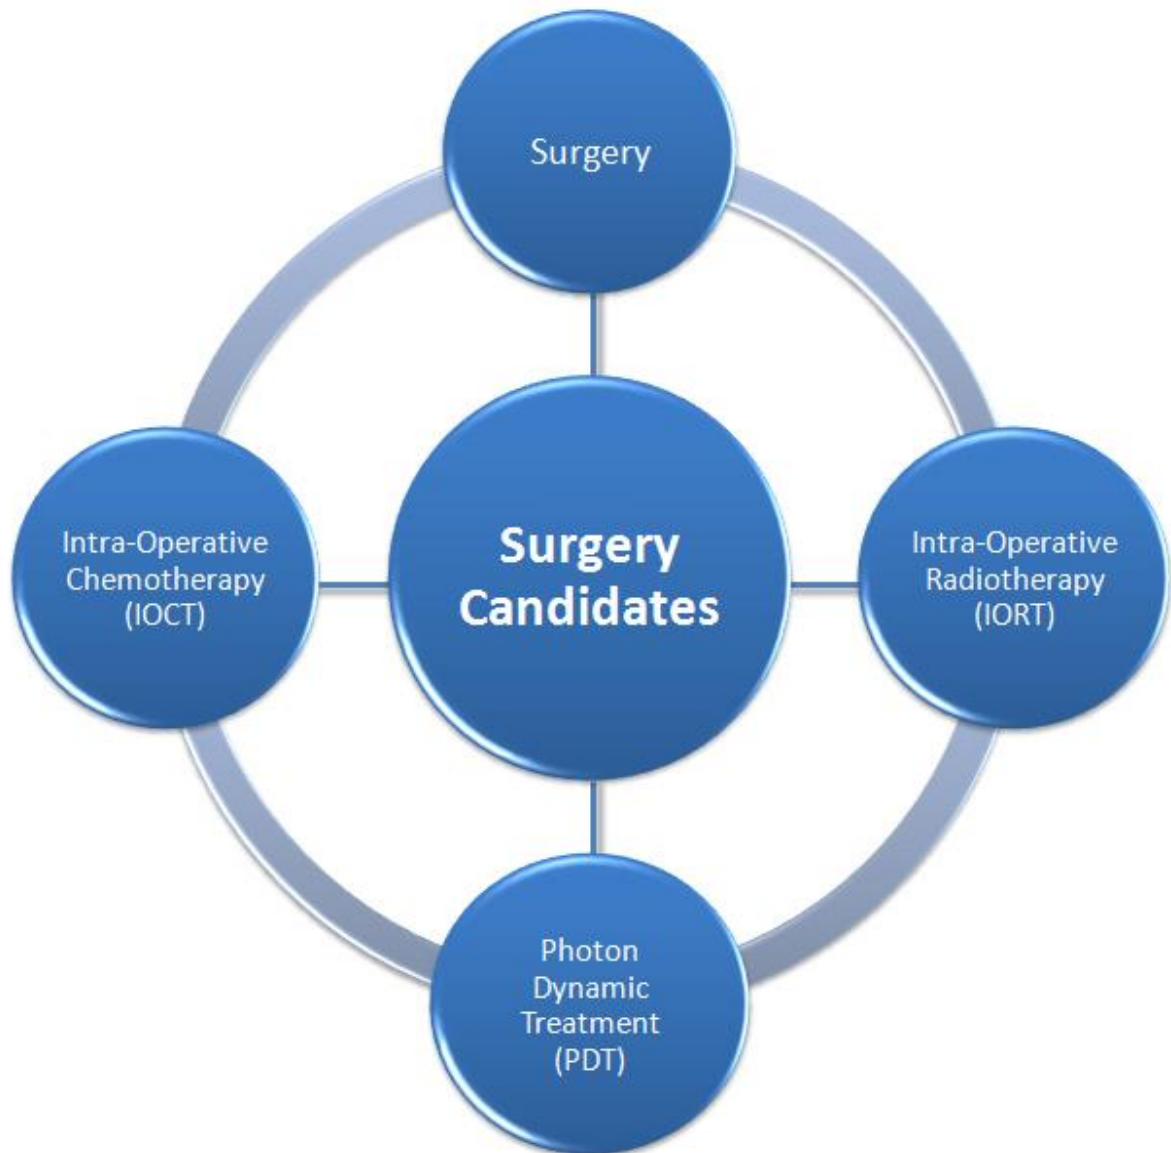 Surgery
Intra-Operative
Chemotherapy
(IOCT)
Surgery
Candidates
Intra-Operative
Radiotherapy
(IORT)
Photon
Dynamic
Treatment
(PDT)